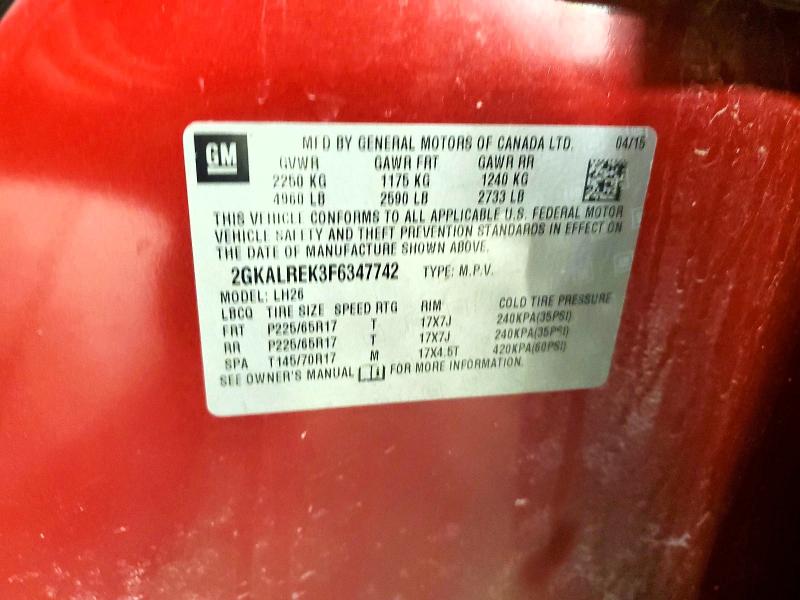 GM MFD BY GENERAL MOTORS OF CANADA LTD. 04/15
GVWR GAWR FRT GAWR RR
2250 KG 1175 KG 1240 KG
4960 LB 2590 LB 2733 LB
THIS VEHICLE CONFORMS TO ALL APPLICABLE U.S. FEDERAL MOTOR
VEHICLE SAFETY AND THEFT PREVENTION STANDARDS IN EFFECT ON
THE DATE OF MANUFACTURE SHOWN ABOVE.
2GKALREK3F6347742 TYPE: M.P.V.
MODEL: LH26
LBCQ TIRE SIZE SPEED RTG RIM COLD TIRE PRESSURE
FRT P225/65R17 T 17X7J 240KPA(35PSI)
RR P225/65R17 T 17X7J 240KPA(35PSI)
SPA T145/70R17 M 17X4.5T 420KPA(60PSI)
SEE OWNER'S MANUAL FOR MORE INFORMATION.